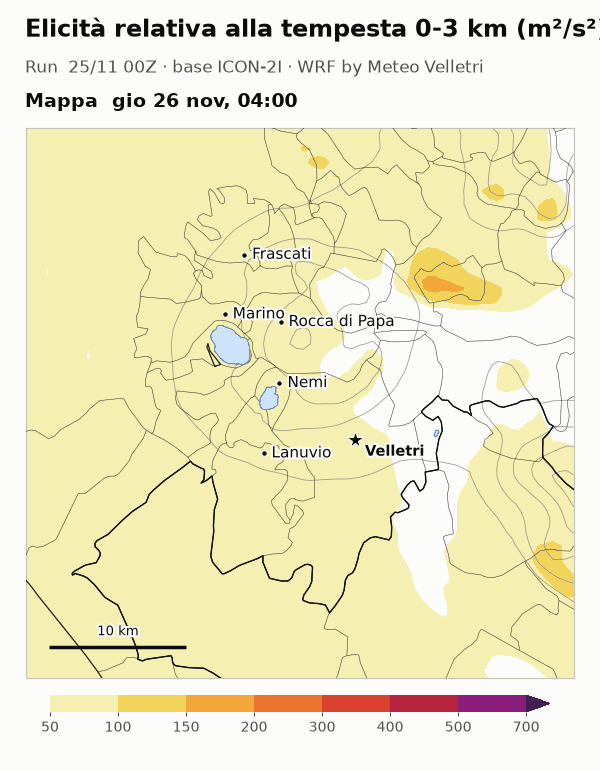 Elicità relativa alla tempesta 0-3 km (m²/s²)
Run 25/11 00Z · base ICON-2I · WRF by Meteo Velletri
Mappa gio 26 nov, 04:00
Frascati
Marino
Rocca di Papa
Nemi
Velletri
Lanuvio
10 km
50 100 150 200 300 400 500 700